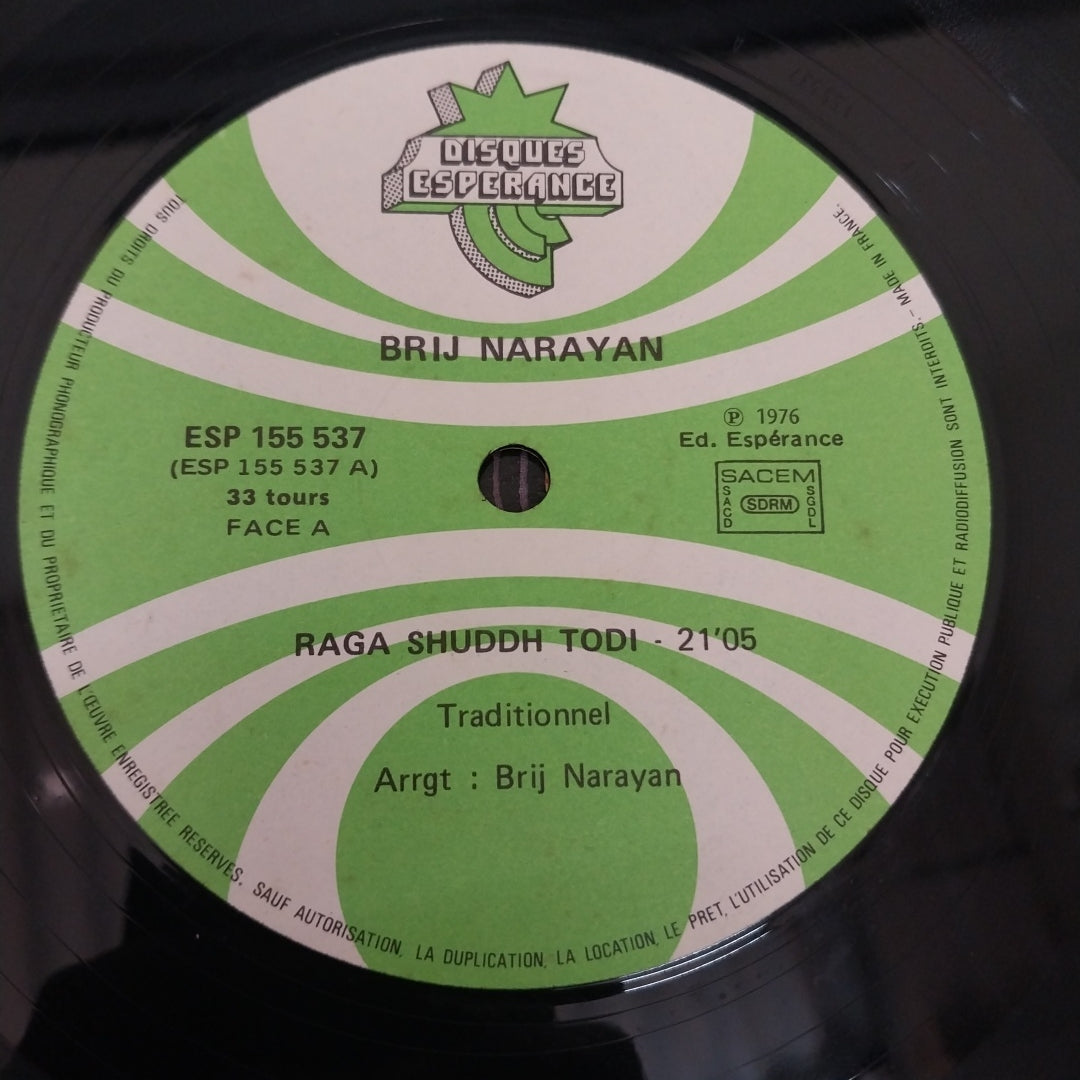 DISQUES
ESPERANCE
BRIJ NARAYAN
ESP 155 537
(ESP 155 537 A)
33 tours
FACE A
Ⓟ 1976
Ed. Espérance
SACEM
SACD
SDRM
SGDL
RAGA SHUDDH TODI - 21'05
Traditionnel
Arrgt : Brij Narayan
TOUS DROITS DU PRODUCTEUR PHONOGRAPHIQUE ET DU PROPRIETAIRE DE L'ŒUVRE ENREGISTREE RESERVES. SAUF AUTORISATION, LA DUPLICATION, LA LOCATION, LE PRET, L'UTILISATION DE CE DISQUE POUR EXECUTION PUBLIQUE ET RADIODIFFUSION SONT INTERDITS.- MADE IN FRANCE.